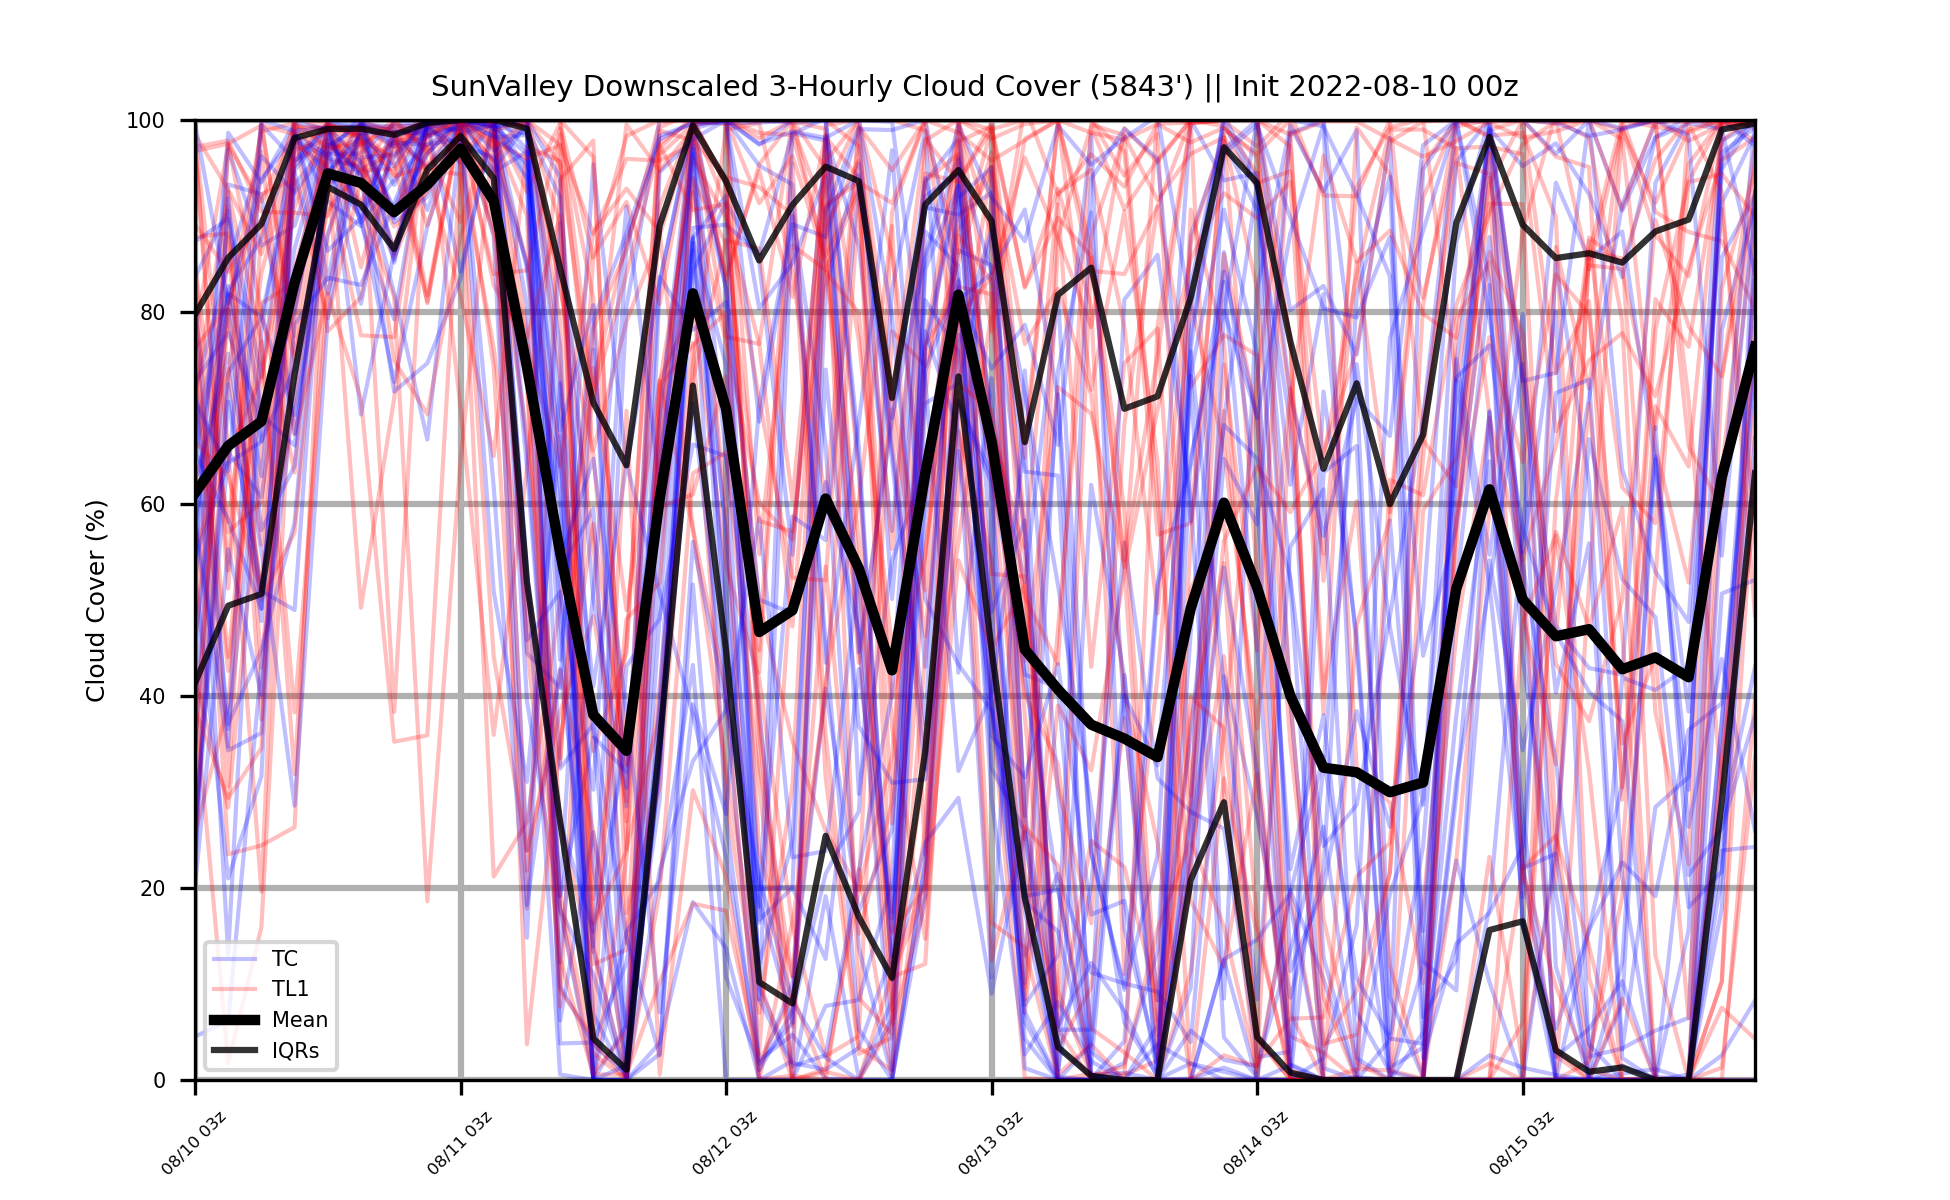 SunValley Downscaled 3-Hourly Cloud Cover (5843') || Init 2022-08-10 00z
Cloud Cover (%)
100
80
60
40
20
0
TC
TL1
Mean
IQRs
08/10 03z
08/11 03z
08/12 03z
08/13 03z
08/14 03z
08/15 03z